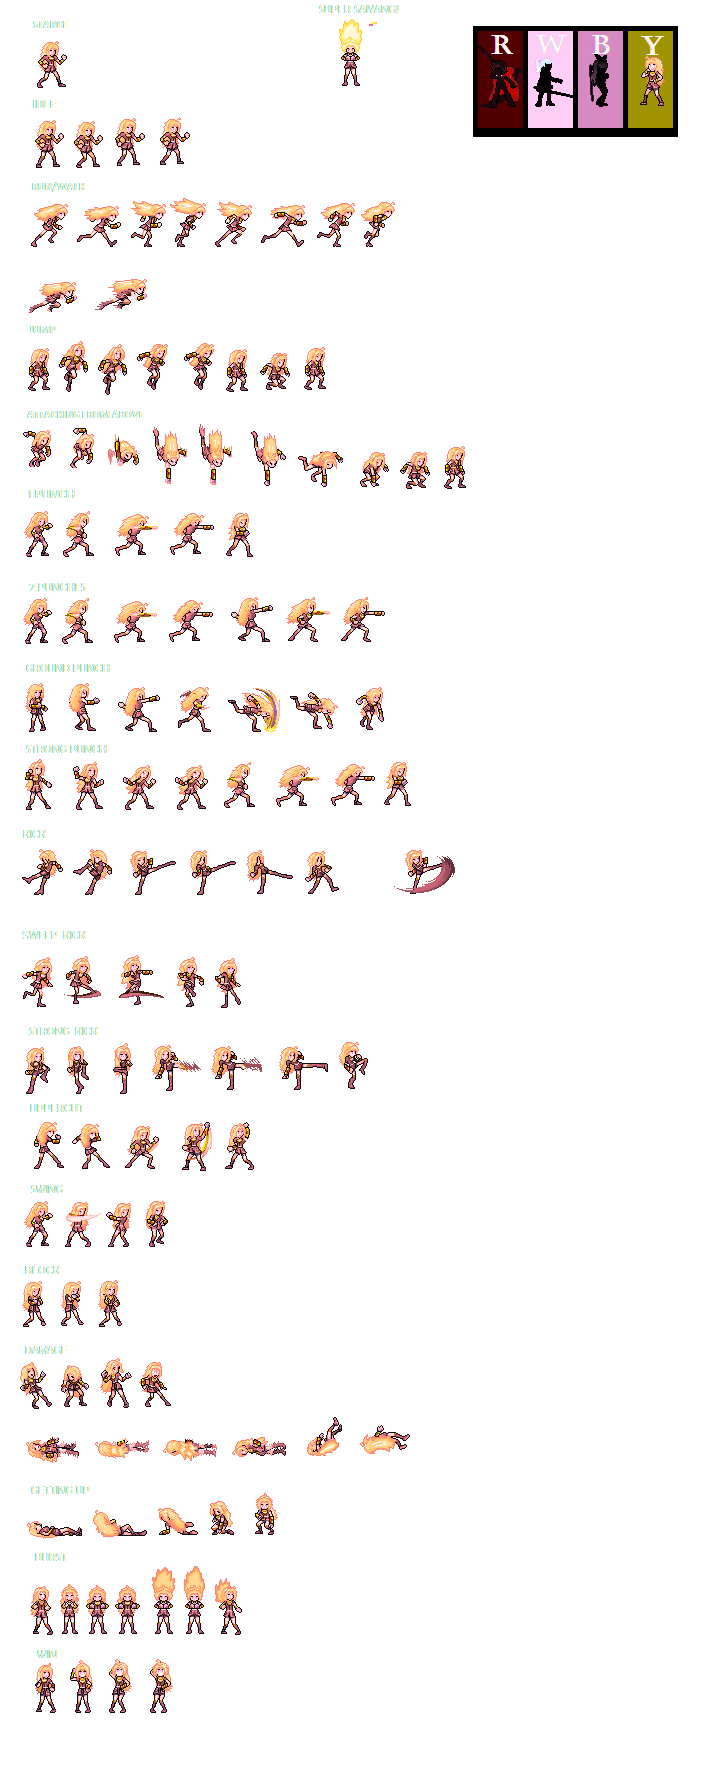 SUPER SAIYANG!
STANCE
R W B Y
IDLE
RUN/WALK
JUMP
ATTACKING FROM ABOVE
1 PUNCH
2 PUNCHES
GROUND PUNCH
STRONG PUNCH
KICK
SWEEP KICK
STRONG KICK
UPPERCUT
SWING
BLOCK
DAMAGE
GETTING UP
BURST
WIN